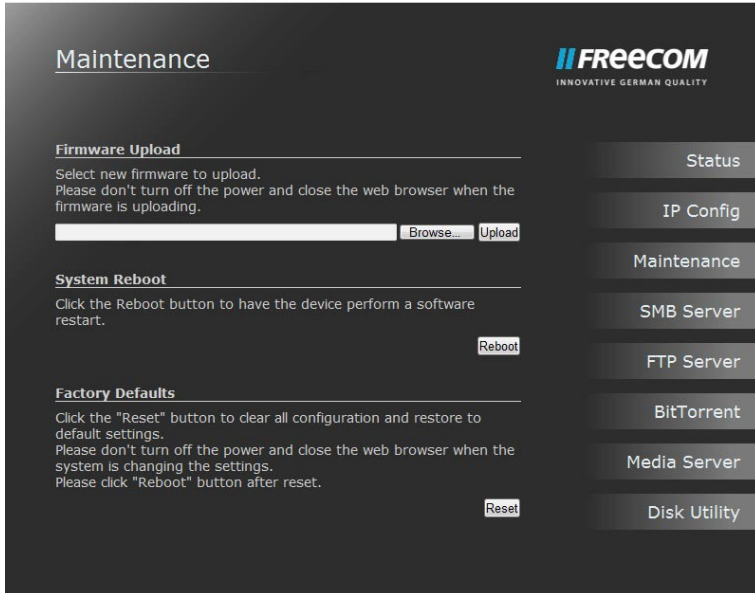 Maintenance
FREECOM
INNOVATIVE GERMAN QUALITY
Firmware Upload
Select new firmware to upload.
Please don't turn off the power and close the web browser when the
firmware is uploading.
Browse... Upload
System Reboot
Click the Reboot button to have the device perform a software
restart.
Reboot
Factory Defaults
Click the "Reset" button to clear all configuration and restore to
default settings.
Please don't turn off the power and close the web browser when the
system is changing the settings.
Please click "Reboot" button after reset.
Reset
Status
IP Config
Maintenance
SMB Server
FTP Server
BitTorrent
Media Server
Disk Utility